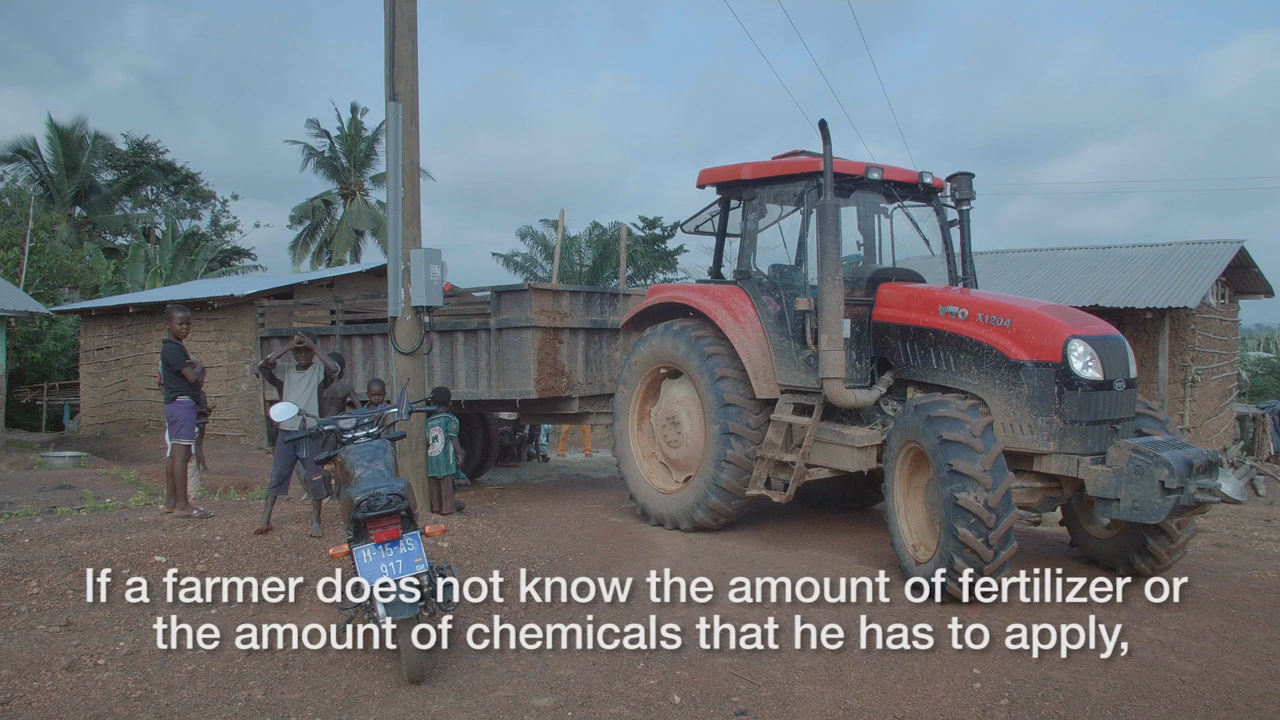 X1204
M-15-AS
917 GH
If a farmer does not know the amount of fertilizer or
the amount of chemicals that he has to apply,